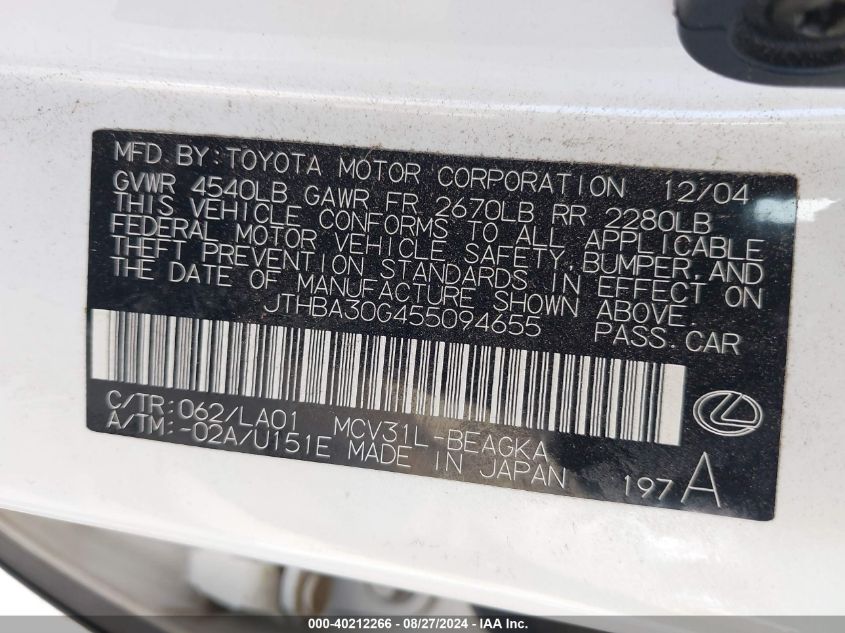 MFD. BY:TOYOTA MOTOR CORPORATION 12/04
GVWR 4540LB GAWR FR 2670LB RR 2280LB
THIS VEHICLE CONFORMS TO ALL APPLICABLE
FEDERAL MOTOR VEHICLE SAFETY,BUMPER,AND
THEFT PREVENTION STANDARDS IN EFFECT ON
THE DATE OF MANUFACTURE SHOWN ABOVE.
JTHBA30G455094655 PASS.CAR
C/TR:062/LA01 MCV31L-BEAGKA
A/TM:-02A/U151E MADE IN JAPAN
197A
000-40212266 - 08/27/2024 - IAA Inc.